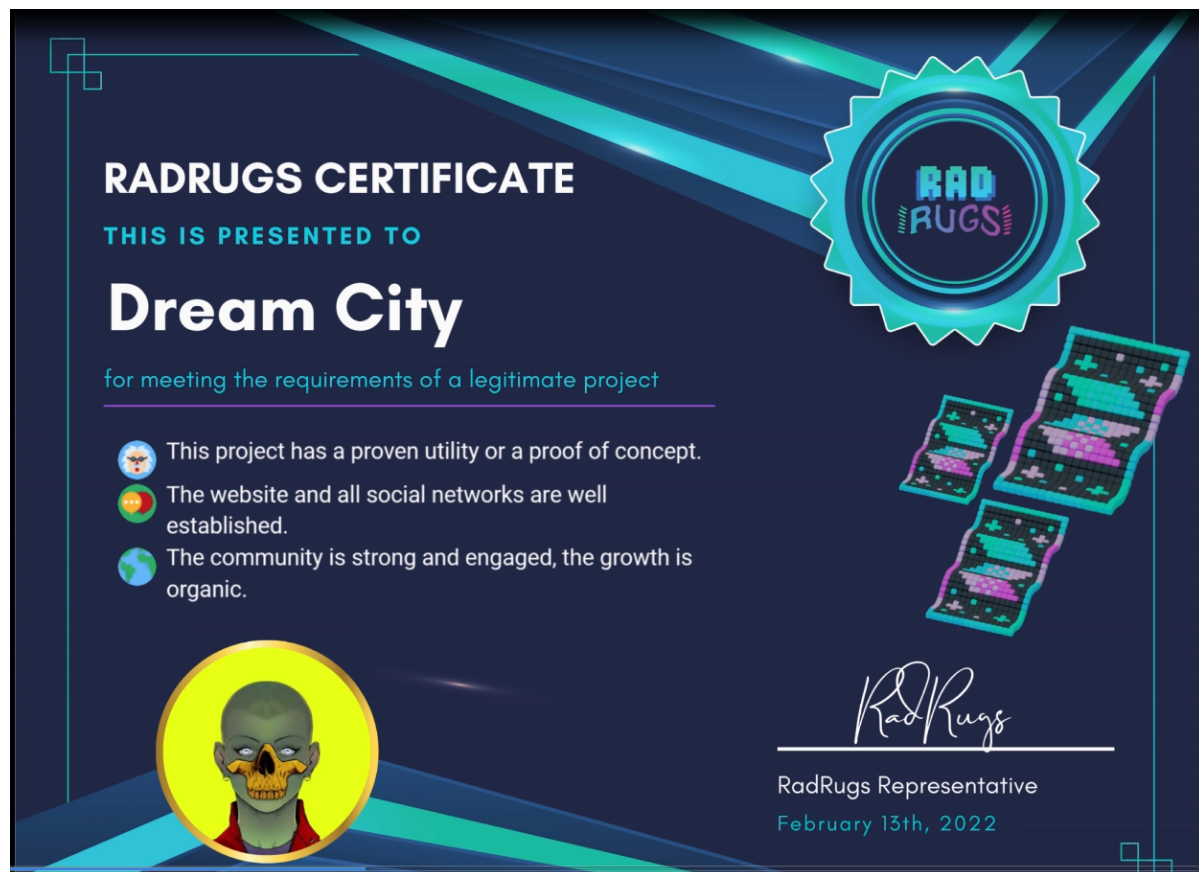 RADRUGS CERTIFICATE
THIS IS PRESENTED TO
Dream City
for meeting the requirements of a legitimate project
This project has a proven utility or a proof of concept.
The website and all social networks are well
established.
The community is strong and engaged, the growth is
organic.
RAD
RUGS
RadRugs
RadRugs Representative
February 13th, 2022